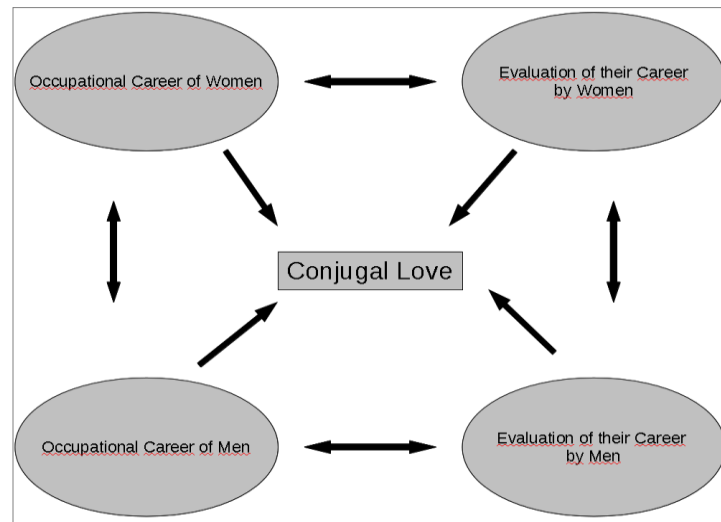 Occupational Career of Women
Evaluation of their Career
by Women
Conjugal Love
Occupational Career of Men
Evaluation of their Career
by Men